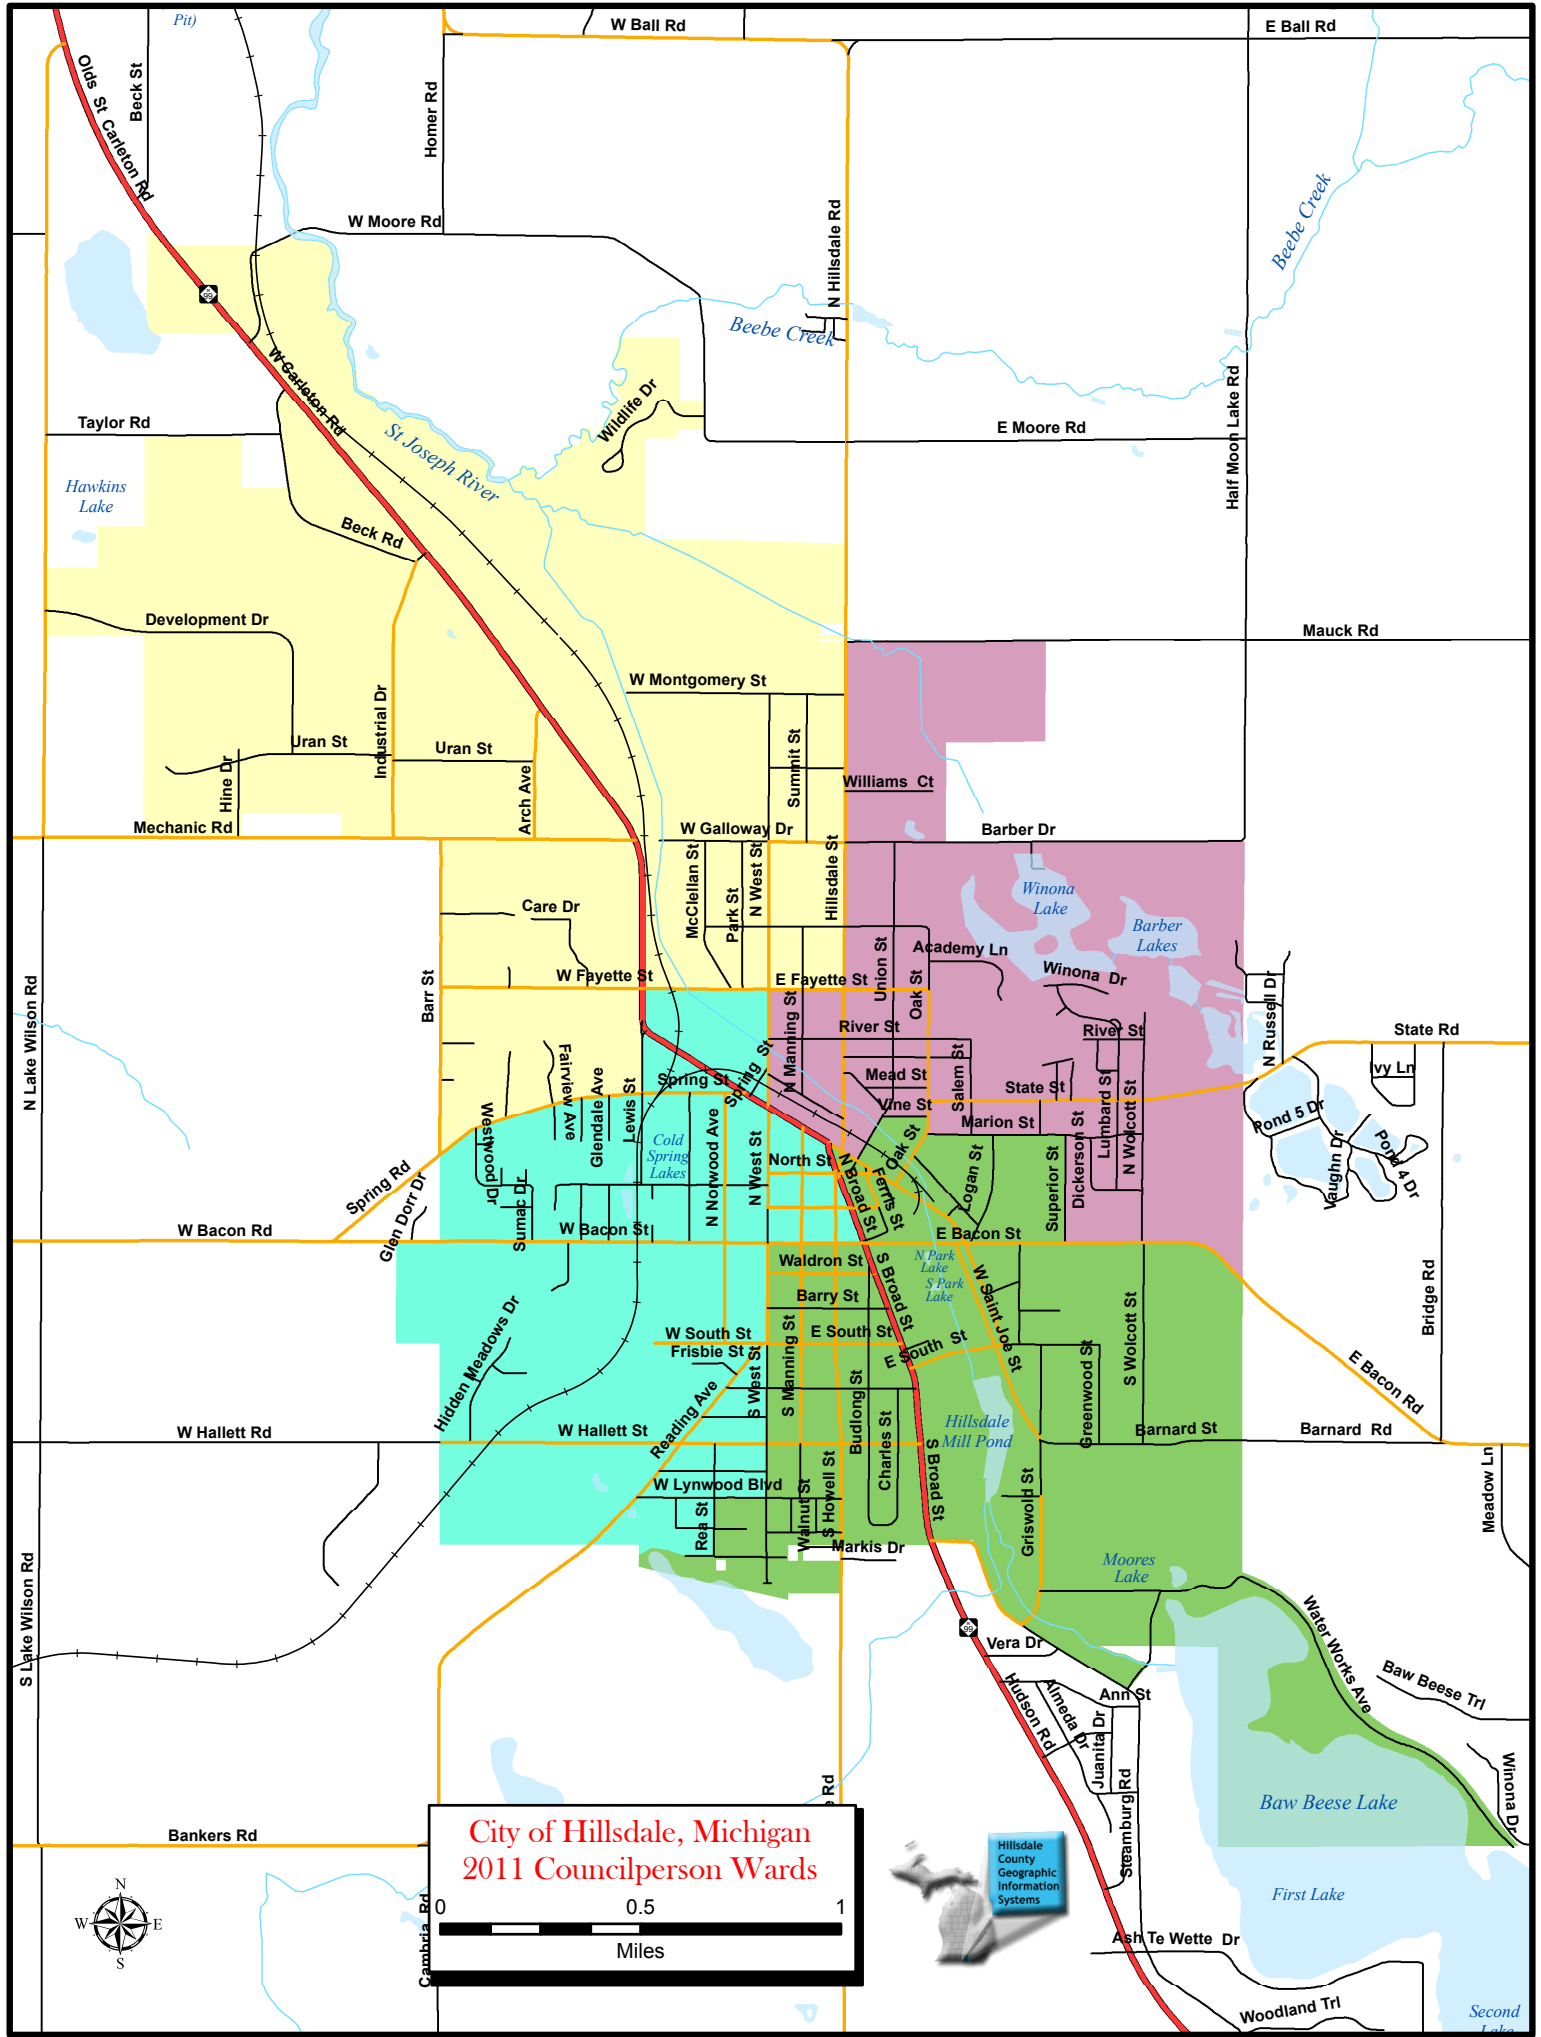 Pit)
W Ball Rd
E Ball Rd
Olds St
Carleton Rd
Beck St
Homer Rd
W Moore Rd
N Hillsdale Rd
Beebe Creek
99
Beebe Creek
W Carleton Rd
Wildlife Dr
Half Moon Lake Rd
Taylor Rd
E Moore Rd
St Joseph River
Hawkins
Lake
Beck Rd
Development Dr
Mauck Rd
W Montgomery St
Industrial Dr
Uran St
Uran St
Summit St
Hine Dr
Arch Ave
Williams Ct
Mechanic Rd
W Galloway Dr
Barber Dr
McClellan St
Park St
N West St
Hillsdale St
Winona
Lake
Care Dr
Barber
Lakes
Union St
Academy Ln
W Fayette St
E Fayette St
Oak St
Winona Dr
Barr St
N Lake Wilson Rd
N Manning St
N Russell Dr
River St
River St
State Rd
Fairview Ave
Glendale Ave
Lewis St
Spring St
Spring St
Mead St
Salem St
State St
Ivy Ln
Lumbard St
N Wolcott St
Vine St
Marion St
Westwood Dr
Cold
Spring
Lakes
N Norwood Ave
N West St
Dickerson St
Pond 5 Dr
Oak St
Vaughn Dr
Pond 4 Dr
North St
N Broad St
Ferris St
Logan St
Superior St
Spring Rd
Glen Dorr Dr
Sumac Dr
W Bacon Rd
W Bacon St
E Bacon St
N Park
Lake
S Park
Lake
Waldron St
S Broad St
W Saint Joe St
Bridge Rd
Barry St
S Wolcott St
Hidden Meadows Dr
W South St
E South St
E South St
Frisbie St
S Manning St
S West St
Greenwood St
E Bacon Rd
Reading Ave
Budlong St
Charles St
Hillsdale
Mill Pond
W Hallett Rd
W Hallett St
Barnard St
Barnard Rd
S Broad St
Griswold St
Meadow Ln
W Lynwood Blvd
Rea St
Walnut St
S Howell St
Markis Dr
Moores
Lake
S Lake Wilson Rd
99
Vera Dr
Water Works Ave
Baw Beese Trl
Hudson Rd
Almeda Dr
Ann St
Juanita Dr
Steamburg Rd
Winona Dr
Baw Beese Lake
e Rd
Bankers Rd
City of Hillsdale, Michigan
2011 Councilperson Wards
0 0.5 1
Miles
Cambria Rd
N
W E
S
Hillsdale
County
Geographic
Information
Systems
First Lake
Ash Te Wette Dr
Woodland Trl
Second
Lake